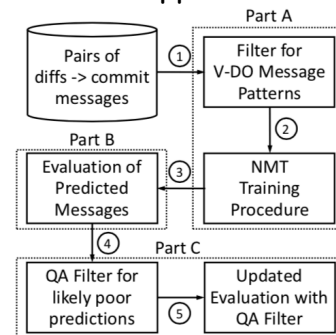 Part A
Pairs of
diffs -> commit
messages
1
Filter for
V-DO Message
Patterns
2
Part B
Evaluation of
Predicted
Messages
3
NMT
Training
Procedure
4
Part C
QA Filter for
likely poor
predictions
5
Updated
Evaluation with
QA Filter